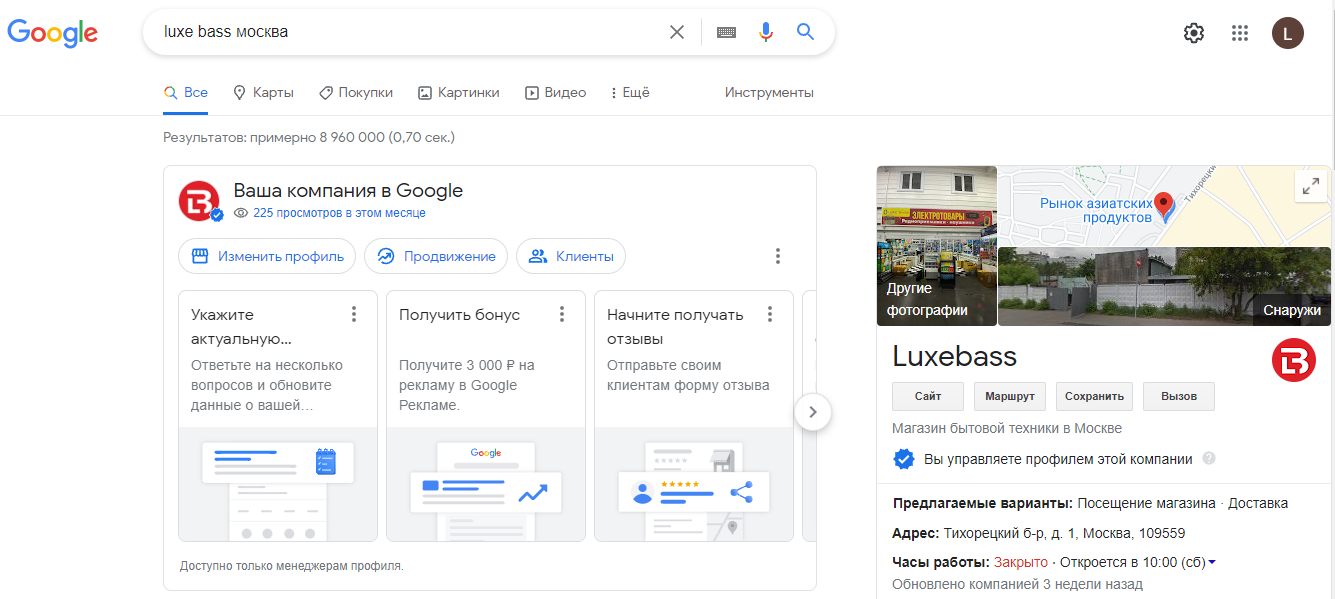 Google
luxe bass москва
L
Все
Карты
Покупки
Картинки
Видео
Ещё
Инструменты
Результатов: примерно 8 960 000 (0,70 сек.)
Ваша компания в Google
225 просмотров в этом месяце
Изменить профиль
Продвижение
Клиенты
Укажите
актуальную...
Ответьте на несколько
вопросов и обновите
данные о вашей...
Получить бонус
Получите 3 000 ₽ на
рекламу в Google
Рекламе.
Google
Начните получать
отзывы
Отправьте своим
клиентам форму отзыва
Доступно только менеджерам профиля.
ЭЛЕКТРОТОВАРЫ
Другие
фотографии
Рынок азиатских
продуктов
Тихорецкий
Снаружи
Luxebass
Сайт
Маршрут
Сохранить
Вызов
Магазин бытовой техники в Москве
Вы управляете профилем этой компании
Предлагаемые варианты: Посещение магазина · Доставка
Адрес: Тихорецкий б-р, д. 1, Москва, 109559
Часы работы: Закрыто · Откроется в 10:00 (сб)
Обновлено компанией 3 недели назад